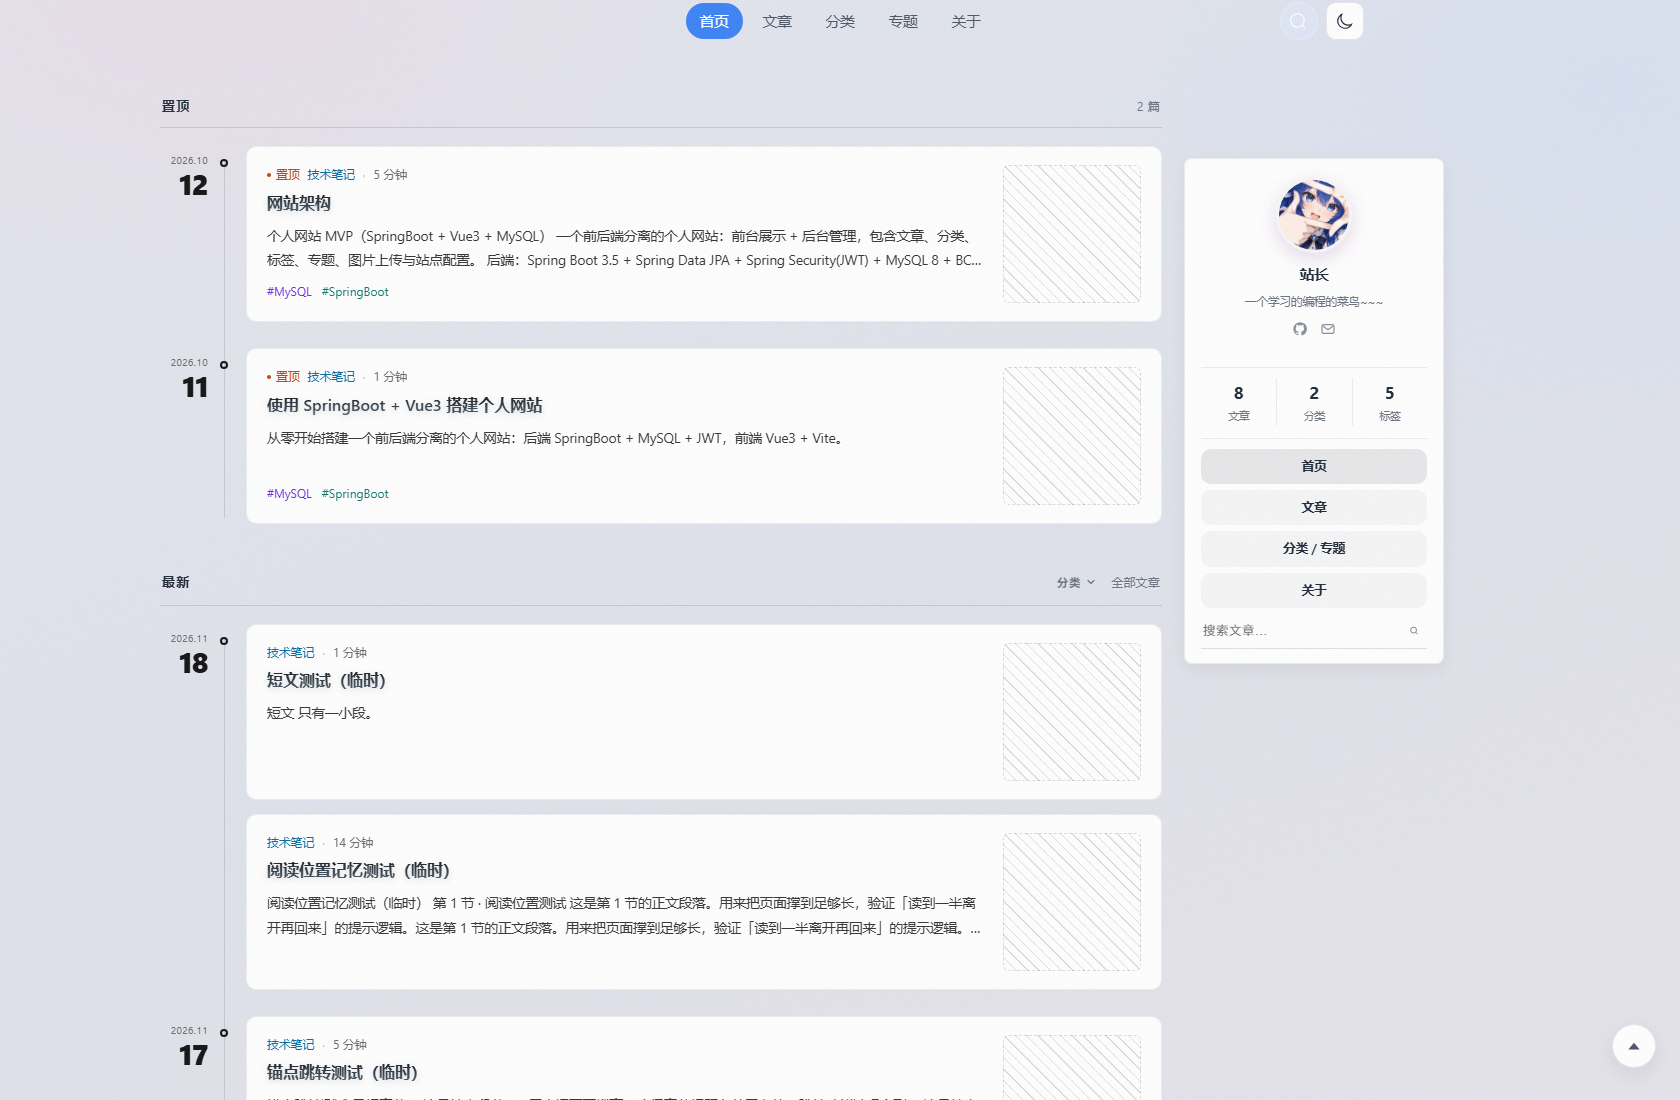 首页 文章 分类 专题 关于
置顶 2 篇
2026.10
12
• 置顶 技术笔记 · 5 分钟
网站架构
个人网站 MVP（SpringBoot + Vue3 + MySQL） 一个前后端分离的个人网站：前台展示 + 后台管理，包含文章、分类、
标签、专题、图片上传与站点配置。 后端：Spring Boot 3.5 + Spring Data JPA + Spring Security(JWT) + MySQL 8 + BC...
#MySQL #SpringBoot
2026.10
11
• 置顶 技术笔记 · 1 分钟
使用 SpringBoot + Vue3 搭建个人网站
从零开始搭建一个前后端分离的个人网站：后端 SpringBoot + MySQL + JWT，前端 Vue3 + Vite。
#MySQL #SpringBoot
最新 分类 全部文章
2026.11
18
技术笔记 · 1 分钟
短文测试（临时）
短文 只有一小段。
技术笔记 · 14 分钟
阅读位置记忆测试（临时）
阅读位置记忆测试（临时） 第 1 节 · 阅读位置测试 这是第 1 节的正文段落。用来把页面撑到足够长，验证「读到一半离
开再回来」的提示逻辑。这是第 1 节的正文段落。用来把页面撑到足够长，验证「读到一半离开再回来」的提示逻辑。...
2026.11
17
技术笔记 · 5 分钟
锚点跳转测试（临时）
站长
一个学习的编程的菜鸟~~~
8 2 5
文章 分类 标签
首页
文章
分类 / 专题
关于
搜索文章...